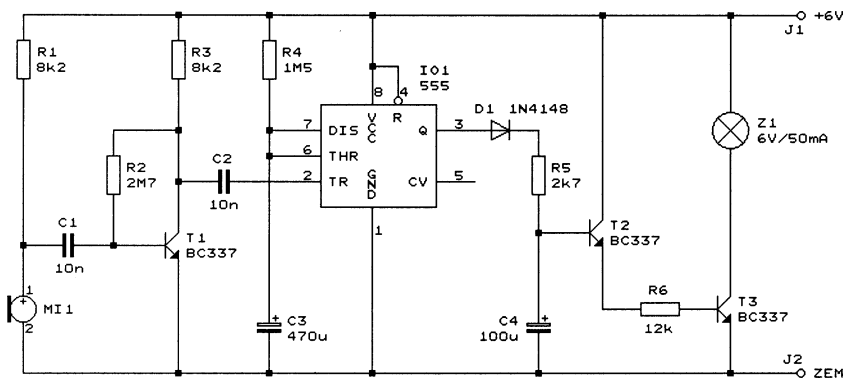 +6V
J1
R1
8k2
R3
8k2
R4
1M5
IO1
555
8
4
VCC
R
D1 1N4148
7
DIS
Q
3
Z1
6V/50mA
6
THR
R2
2M7
C2
10n
2
TR
GND
CV
5
R5
2k7
1
C1
10n
T1
BC337
T2
BC337
1
MI1
2
C3
470u
+
C4
100u
+
R6
12k
T3
BC337
J2
ZEM